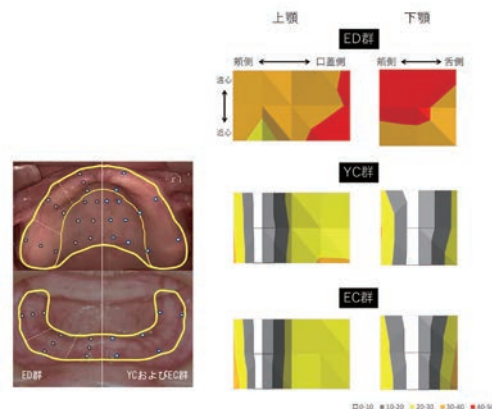 上顎 下顎
ED群
頬側 口蓋側 頬側 舌側
遠心
近心
YC群
EC群
ED群 YCおよびEC群
0-10 10-20 20-30 30-40 40-50